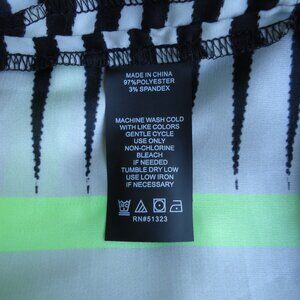 MADE IN CHINA
97%POLYESTER
3% SPANDEX
MACHINE WASH COLD
WITH LIKE COLORS
GENTLE CYCLE
USE ONLY
NON-CHLORINE
BLEACH
IF NEEDED
TUMBLE DRY LOW
USE LOW IRON
IF NECESSARY
RN#51323